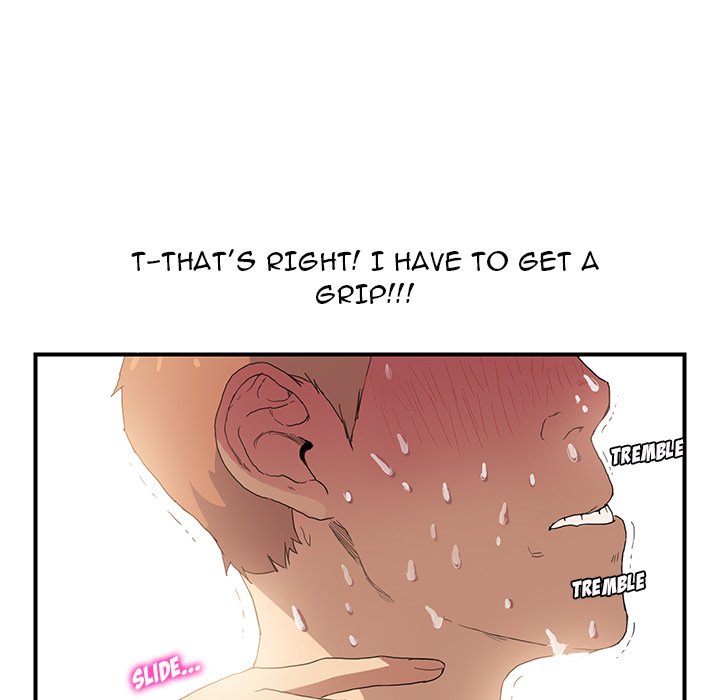 T-THAT'S RIGHT! I HAVE TO GET A
GRIP!!!
TREMBLE
TREMBLE
SLIDE...